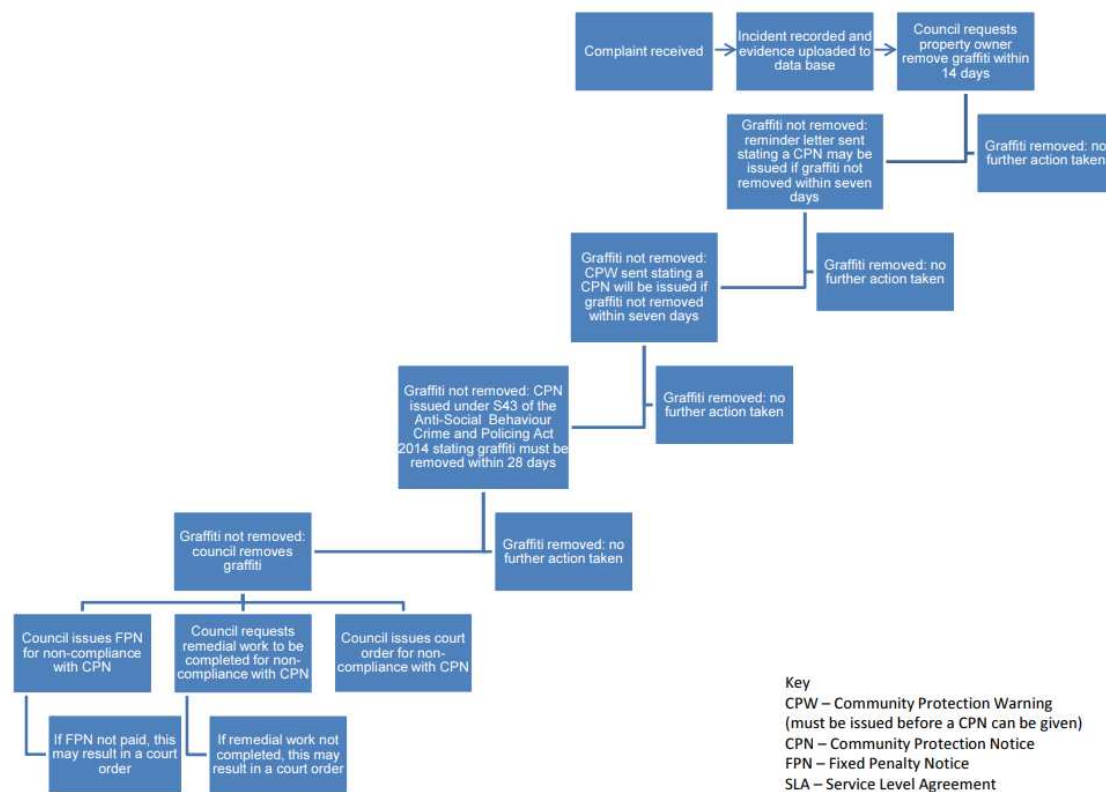 Complaint received
Incident recorded and
evidence uploaded to
data base
Council requests
property owner
remove graffiti within
14 days
Graffiti not removed:
reminder letter sent
stating a CPN may be
issued if graffiti not
removed within seven
days
Graffiti removed: no
further action taken
Graffiti not removed:
CPW sent stating a
CPN will be issued if
graffiti not removed
within seven days
Graffiti removed: no
further action taken
Graffiti not removed: CPN
issued under S43 of the
Anti-Social Behaviour
Crime and Policing Act
2014 stating graffiti must be
removed within 28 days
Graffiti removed: no
further action taken
Graffiti not removed:
council removes
graffiti
Graffiti removed: no
further action taken
Council issues FPN
for non-compliance
with CPN
Council requests
remedial work to be
completed for non-
compliance with CPN
Council issues court
order for non-
compliance with CPN
If FPN not paid, this
may result in a court
order
If remedial work not
completed, this may
result in a court order
Key
CPW – Community Protection Warning
(must be issued before a CPN can be given)
CPN – Community Protection Notice
FPN – Fixed Penalty Notice
SLA – Service Level Agreement